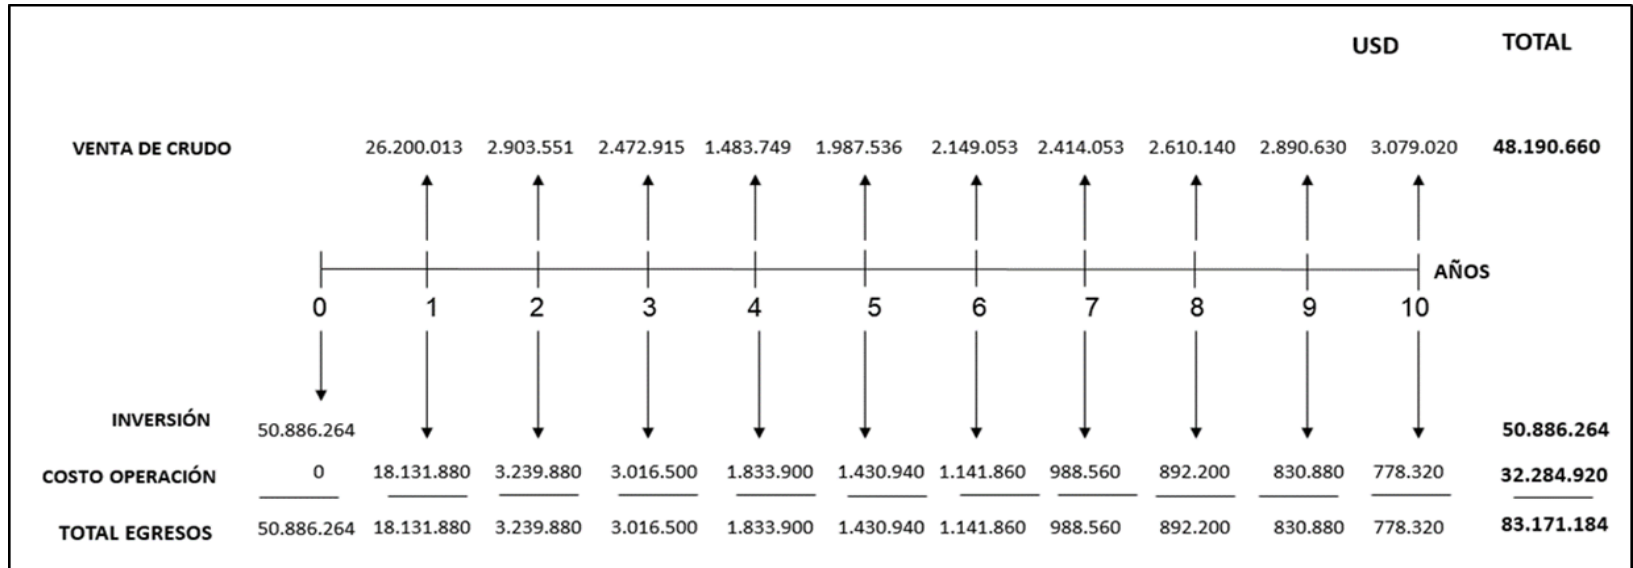 USD TOTAL
VENTA DE CRUDO 26.200.013 2.903.551 2.472.915 1.483.749 1.987.536 2.149.053 2.414.053 2.610.140 2.890.630 3.079.020 48.190.660
AÑOS
0 1 2 3 4 5 6 7 8 9 10
INVERSIÓN 50.886.264 50.886.264
COSTO OPERACIÓN 0 18.131.880 3.239.880 3.016.500 1.833.900 1.430.940 1.141.860 988.560 892.200 830.880 778.320 32.284.920
TOTAL EGRESOS 50.886.264 18.131.880 3.239.880 3.016.500 1.833.900 1.430.940 1.141.860 988.560 892.200 830.880 778.320 83.171.184